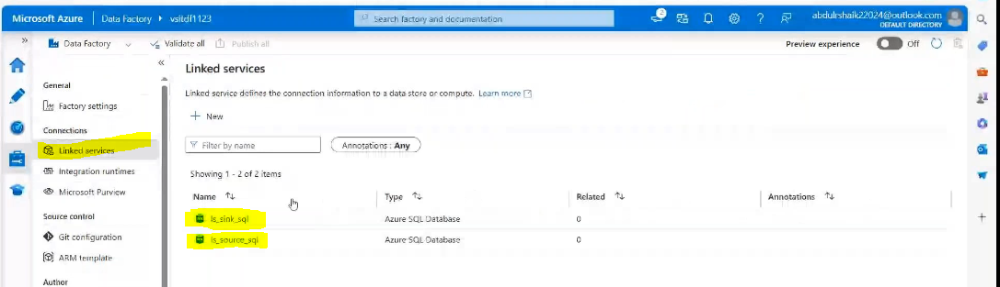 Microsoft Azure Data Factory vsitdf1123 Search factory and documentation 2 abdulrshaik22024@outlook.com
DEFAULT DIRECTORY
» Data Factory Validate all Publish all Preview experience Off
«
Linked services
General
Linked service defines the connection information to a data store or compute. Learn more
Factory settings
New
Connections
Linked services
Filter by name Annotations : Any
Integration runtimes
Showing 1 - 2 of 2 items
Microsoft Purview
Name Type Related Annotations
Source control
ls_sink_sql Azure SQL Database 0
Git configuration
ls_source_sql Azure SQL Database 0
ARM template
Author